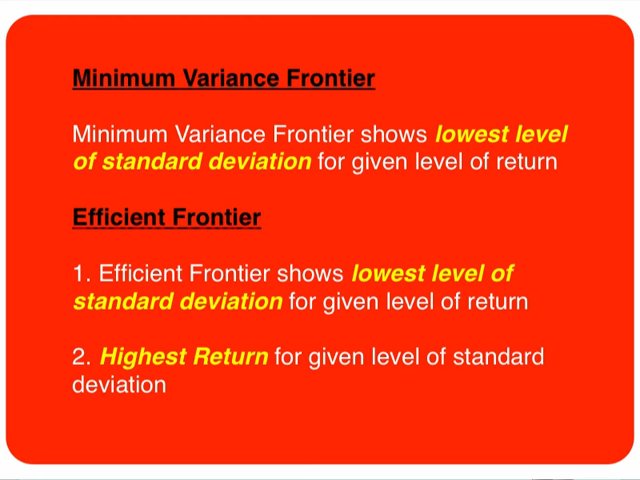 Minimum Variance Frontier
Minimum Variance Frontier shows lowest level
of standard deviation for given level of return
Efficient Frontier
1. Efficient Frontier shows lowest level of
standard deviation for given level of return
2. Highest Return for given level of standard
deviation